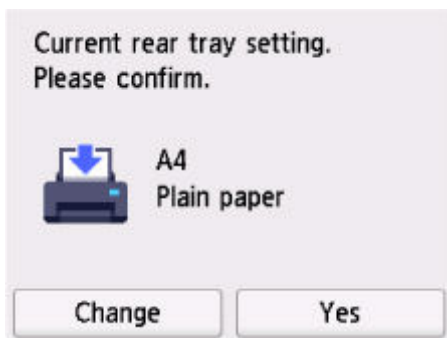 Current rear tray setting.
Please confirm.
A4
Plain paper
Change
Yes